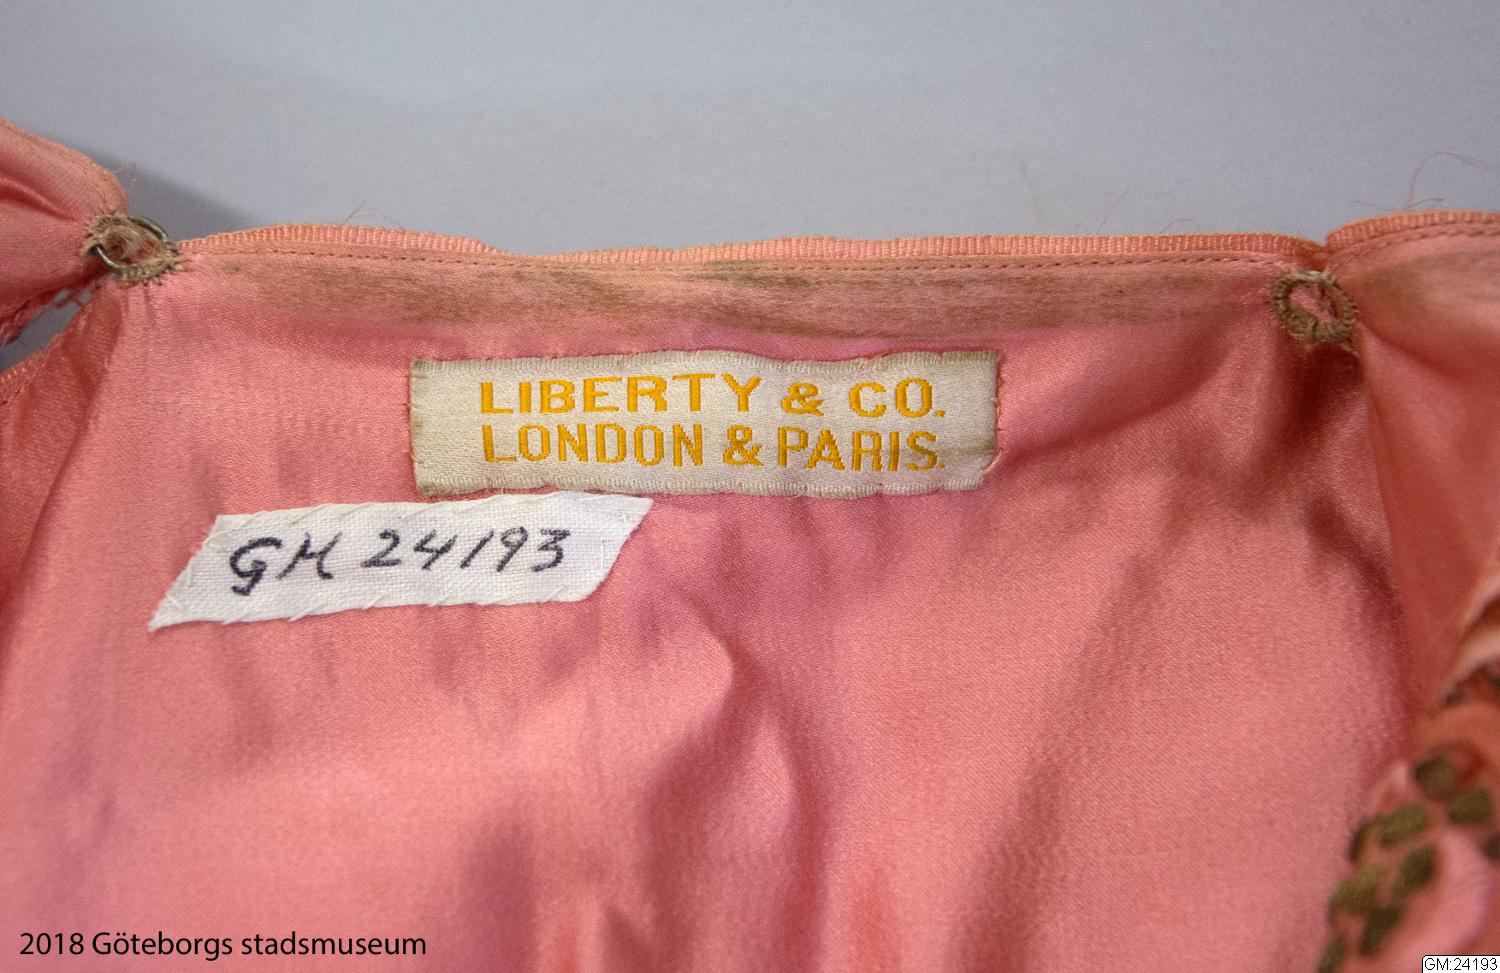 LIBERTY & CO.
LONDON & PARIS.
GM 24193
2018 Göteborgs stadsmuseum
GM:24193